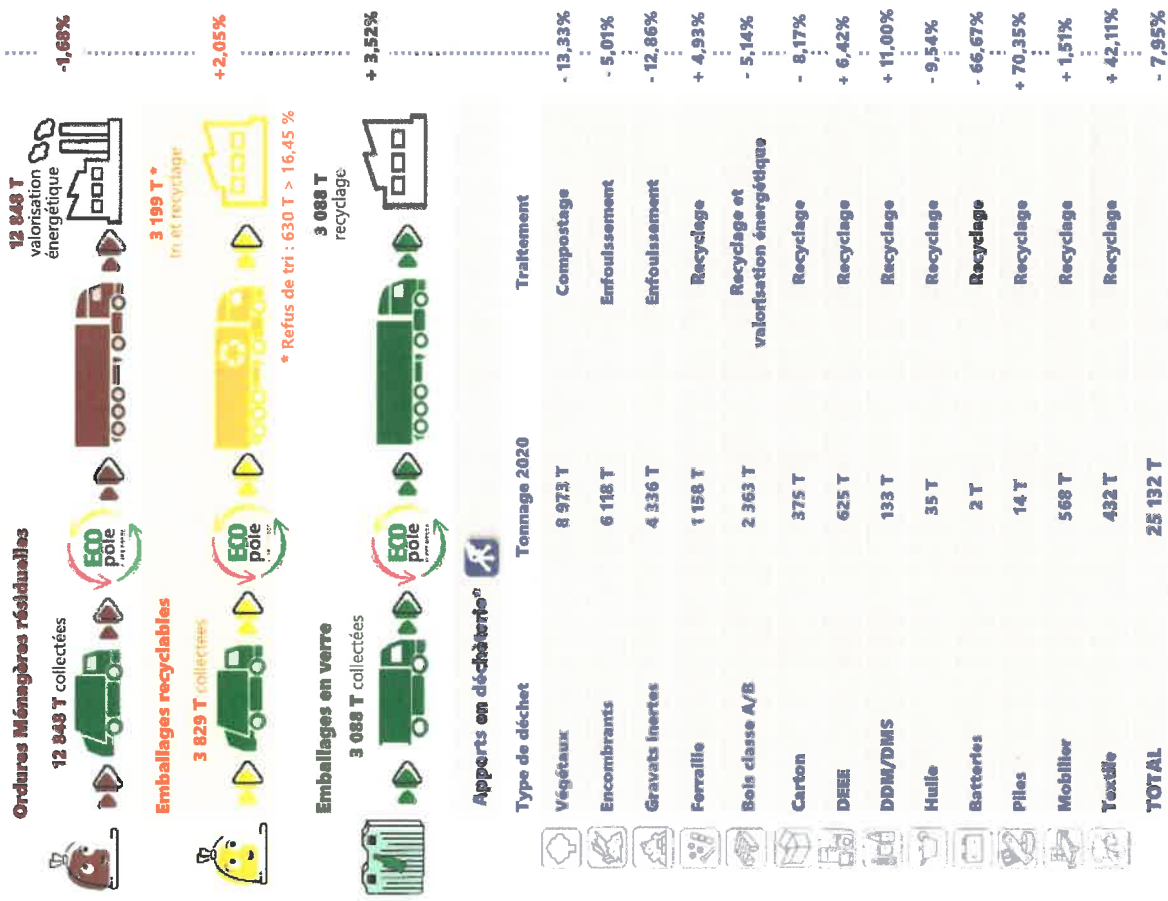 Ordures Ménagères résiduelles
12 848 T collectées
ECO
pôle
12 848 T
valorisation
énergétique
-1,68%
Emballages recyclables
3 829 T collectées
ECO
pôle
3 199 T *
tri et recyclage
+2,05%
* Refus de tri : 630 T > 16,45 %
Emballages en verre
3 088 T collectées
ECO
pôle
3 088 T
recyclage
+ 3,52%
Apports en déchèterie
Type de déchet Tonnage 2020 Traitement
Végétaux 8 973 T Compostage - 13,33%
Encombrants 6 118 T Enfouissement - 5,01%
Gravats inertes 4 336 T Enfouissement - 12,86%
Ferraille 1 158 T Recyclage + 4,93%
Bois classe A/B 2 363 T Recyclage et - 5,14%
valorisation énergétique
Carton 375 T Recyclage - 8,17%
DEEE 625 T Recyclage + 6,42%
DDM/DMS 133 T Recyclage + 11,00%
Huile 35 T Recyclage - 9,54%
Batteries 2 T Recyclage - 66,67%
Piles 14 T Recyclage + 70,35%
Mobilier 568 T Recyclage + 1,51%
Textile 432 T Recyclage + 42,11%
TOTAL 25 132 T - 7,95%